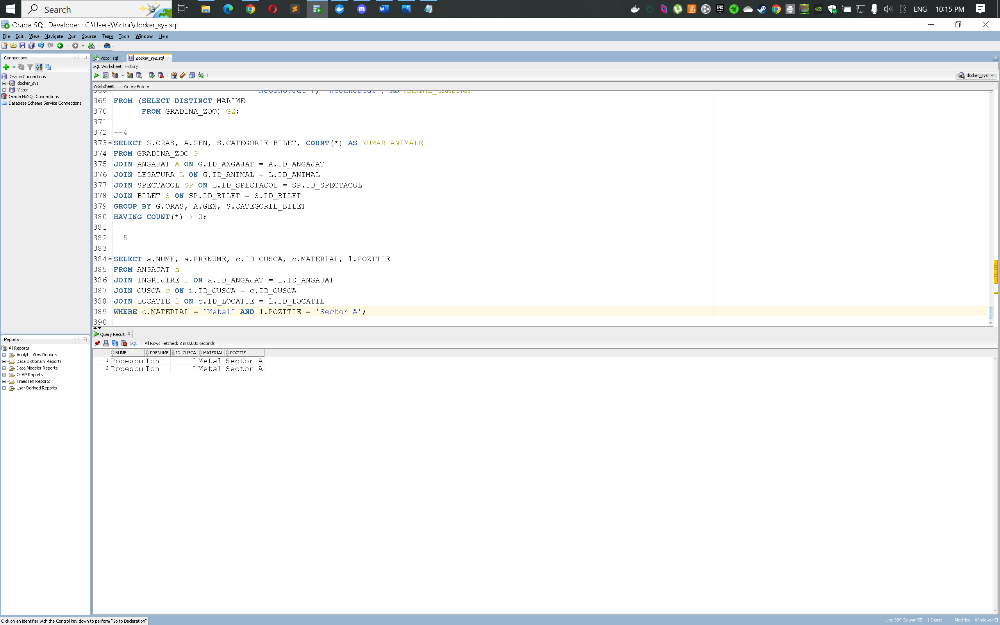 Search
ENG 10:15 PM
Oracle SQL Developer : C:\Users\Victor\docker_sys.sql
File Edit View Navigate Run Source Team Tools Window Help
Connections
Oracle Connections
docker_sys
Victor
Oracle NoSQL Connections
Database Schema Service Connections
Victor.sql
docker_sys.sql
SQL Worksheet History
docker_sys
Worksheet Query Builder
368 'Necunoscut'), 'Necunoscut') AS MARIME_GRADINA
369 FROM (SELECT DISTINCT MARIME
370 FROM GRADINA_ZOO) GZ;
371
372 --4
373 SELECT G.ORAS, A.GEN, S.CATEGORIE_BILET, COUNT(*) AS NUMAR_ANIMALE
374 FROM GRADINA_ZOO G
375 JOIN ANGAJAT A ON G.ID_ANGAJAT = A.ID_ANGAJAT
376 JOIN LEGATURA L ON G.ID_ANIMAL = L.ID_ANIMAL
377 JOIN SPECTACOL SP ON L.ID_SPECTACOL = SP.ID_SPECTACOL
378 JOIN BILET S ON SP.ID_BILET = S.ID_BILET
379 GROUP BY G.ORAS, A.GEN, S.CATEGORIE_BILET
380 HAVING COUNT(*) > 0;
381
382 --5
383
384 SELECT a.NUME, a.PRENUME, c.ID_CUSCA, c.MATERIAL, l.POZITIE
385 FROM ANGAJAT a
386 JOIN INGRIJIRE i ON a.ID_ANGAJAT = i.ID_ANGAJAT
387 JOIN CUSCA c ON i.ID_CUSCA = c.ID_CUSCA
388 JOIN LOCATIE l ON c.ID_LOCATIE = l.ID_LOCATIE
389 WHERE c.MATERIAL = 'Metal' AND l.POZITIE = 'Sector A';
390
Reports
All Reports
Analytic View Reports
Data Dictionary Reports
Data Modeler Reports
OLAP Reports
TimesTen Reports
User Defined Reports
Query Result
SQL All Rows Fetched: 2 in 0.003 seconds
NUME PRENUME ID_CUSCA MATERIAL POZITIE
1 Popescu Ion 1 Metal Sector A
2 Popescu Ion 1 Metal Sector A
Click on an identifier with the Control key down to perform "Go to Declaration"
Line 389 Column 55 Insert Modified Windows: